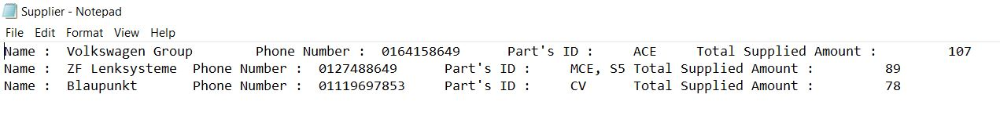 Supplier - Notepad
File Edit Format View Help
Name : Volkswagen Group Phone Number : 0164158649 Part's ID : ACE Total Supplied Amount : 107
Name : ZF Lenksysteme Phone Number : 0127488649 Part's ID : MCE, S5 Total Supplied Amount : 89
Name : Blaupunkt Phone Number : 01119697853 Part's ID : CV Total Supplied Amount : 78